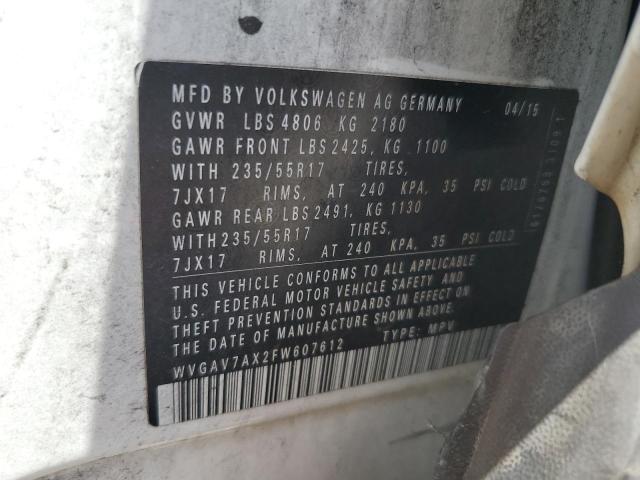 MFD BY VOLKSWAGEN AG GERMANY 04/15
GVWR LBS 4806 KG 2180
GAWR FRONT LBS 2425, KG 1100
WITH 235/55R17 TIRES,
7JX17 RIMS, AT 240 KPA, 35 PSI COLD
GAWR REAR LBS 2491, KG 1130
WITH 235/55R17 TIRES,
7JX17 RIMS, AT 240 KPA, 35 PSI COLD
THIS VEHICLE CONFORMS TO ALL APPLICABLE
U.S. FEDERAL MOTOR VEHICLE SAFETY AND
THEFT PREVENTION STANDARDS IN EFFECT ON
THE DATE OF MANUFACTURE SHOWN ABOVE.
WVGAV7AX2FW607612 TYPE: MPV